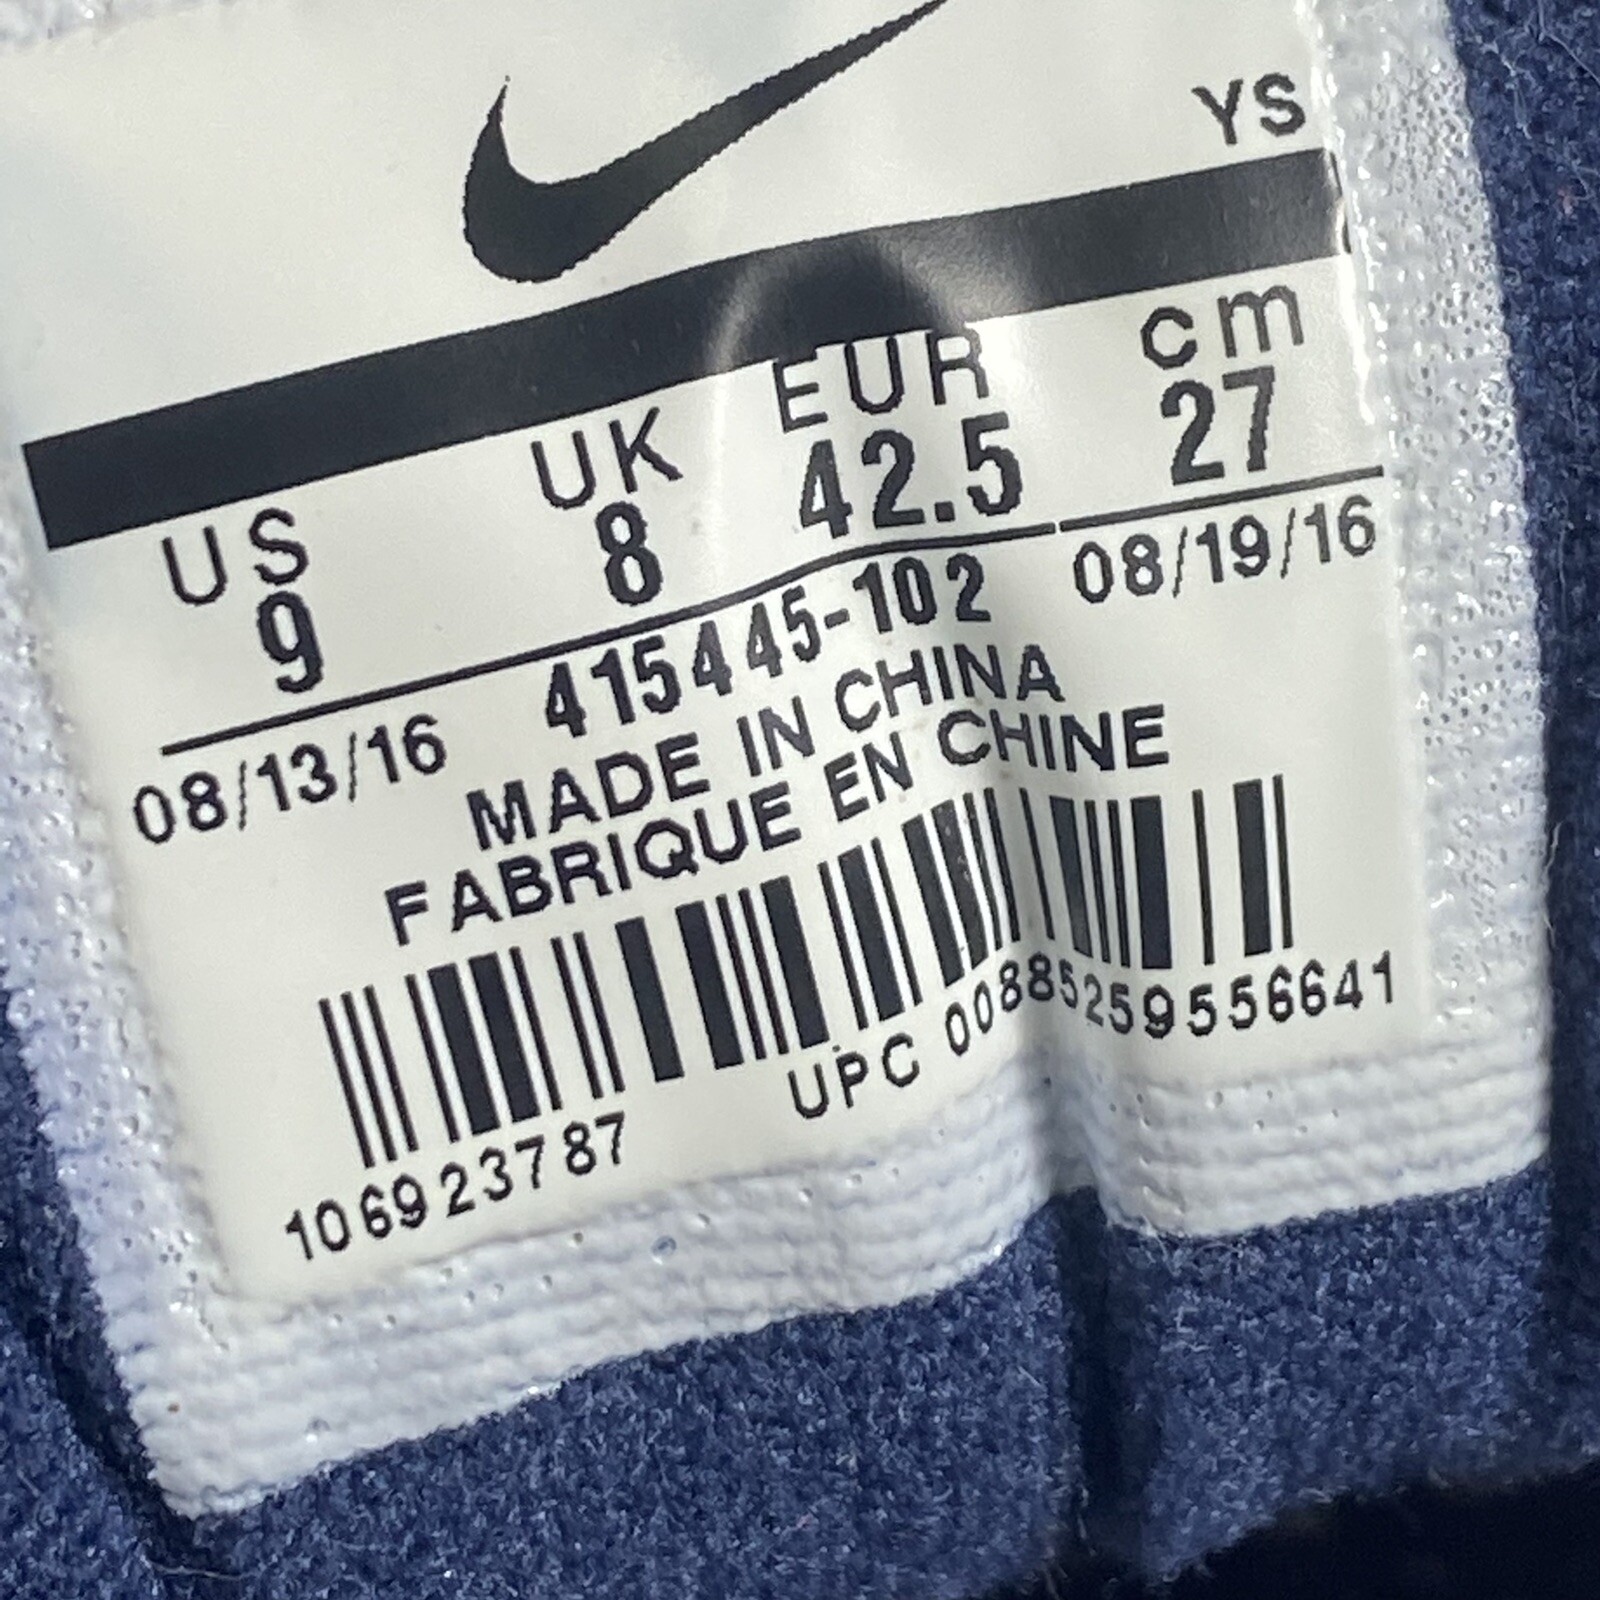 YS
US UK EUR cm
9 8 42.5 27
08/13/16 415445-102 08/19/16
MADE IN CHINA
FABRIQUE EN CHINE
106923787 UPC 00885259556641